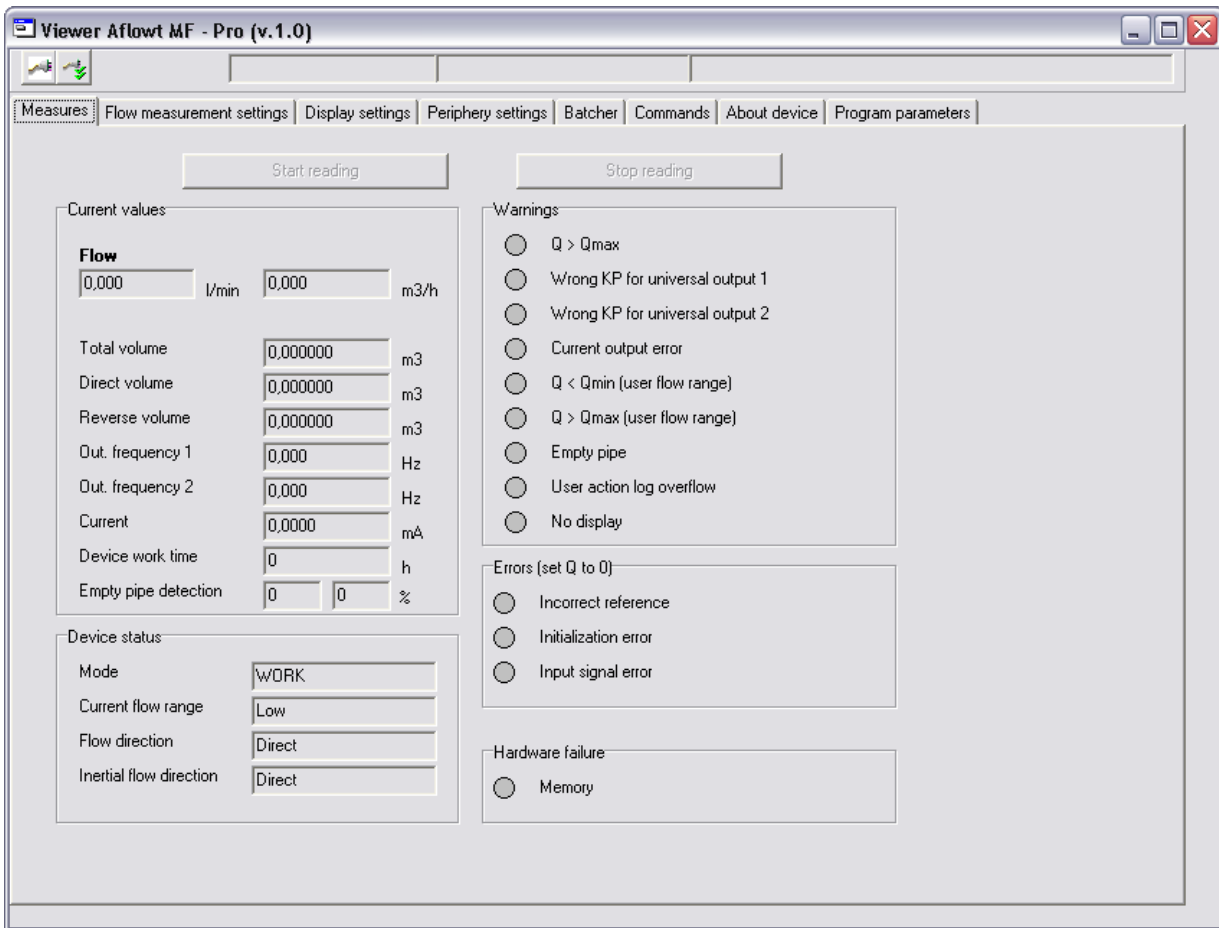 Viewer Aflowt MF - Pro (v.1.0)
Measures Flow measurement settings Display settings Periphery settings Batcher Commands About device Program parameters
Start reading Stop reading
Current values
Flow
0,000 l/min 0,000 m3/h
Total volume 0,000000 m3
Direct volume 0,000000 m3
Reverse volume 0,000000 m3
Out. frequency 1 0,000 Hz
Out. frequency 2 0,000 Hz
Current 0,0000 mA
Device work time 0 h
Empty pipe detection 0 0 %
Device status
Mode WORK
Current flow range Low
Flow direction Direct
Inertial flow direction Direct
Warnings
Q > Qmax
Wrong KP for universal output 1
Wrong KP for universal output 2
Current output error
Q < Qmin (user flow range)
Q > Qmax (user flow range)
Empty pipe
User action log overflow
No display
Errors (set Q to 0)
Incorrect reference
Initialization error
Input signal error
Hardware failure
Memory